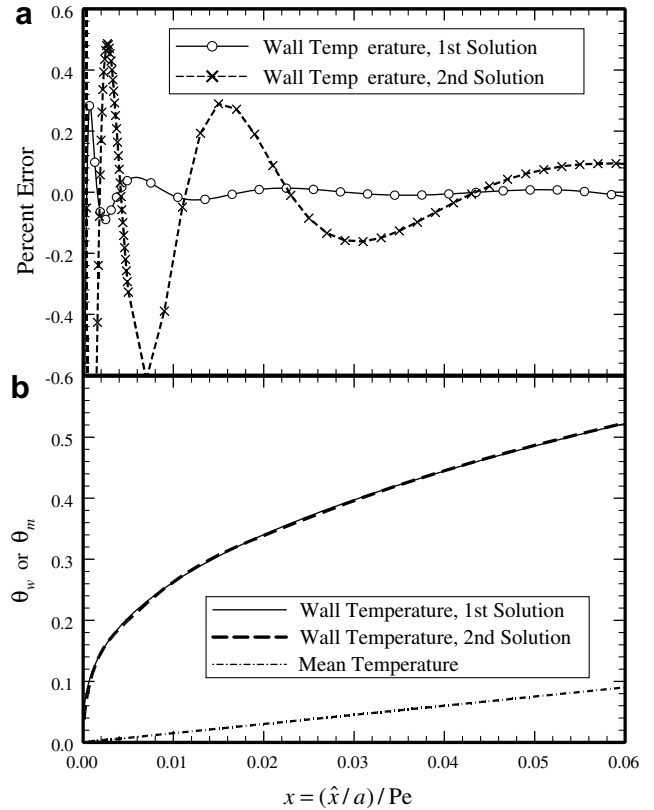 a
0.6
0.4
0.2
0.0
-0.2
-0.4
-0.6
Percent Error
Wall Temp erature, 1st Solution
Wall Temp erature, 2nd Solution
b
0.5
0.4
0.3
0.2
0.1
0.0
θw or θm
Wall Temperature, 1st Solution
Wall Temperature, 2nd Solution
Mean Temperature
0.00 0.01 0.02 0.03 0.04 0.05 0.06
x = (x̂ / a) / Pe